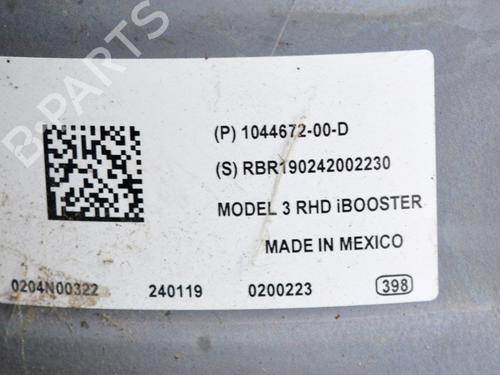 B-PARTS
(P) 1044672-00-D
(S) RBR190242002230
MODEL 3 RHD iBOOSTER
MADE IN MEXICO
0204N00322 240119 0200223 398